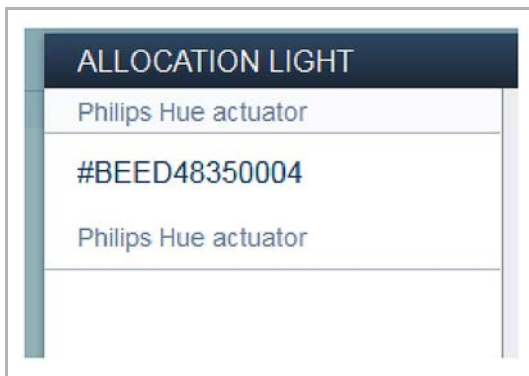 ALLOCATION LIGHT
Philips Hue actuator
#BEED48350004
Philips Hue actuator